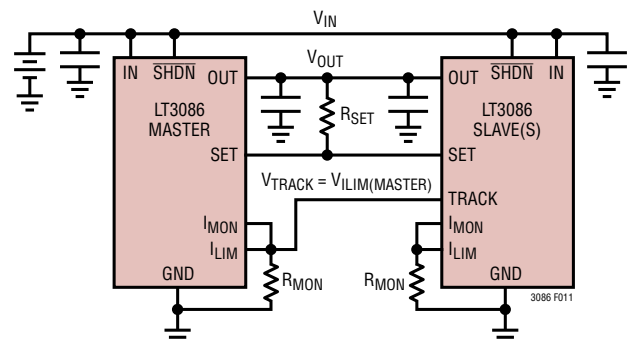 VIN
VOUT
IN
SHDN
OUT
LT3086
MASTER
SET
IMON
ILIM
GND
RSET
VTRACK = VILIM(MASTER)
RMON
SHDN
IN
OUT
LT3086
SLAVE(S)
SET
TRACK
IMON
ILIM
GND
RMON
3086 F011